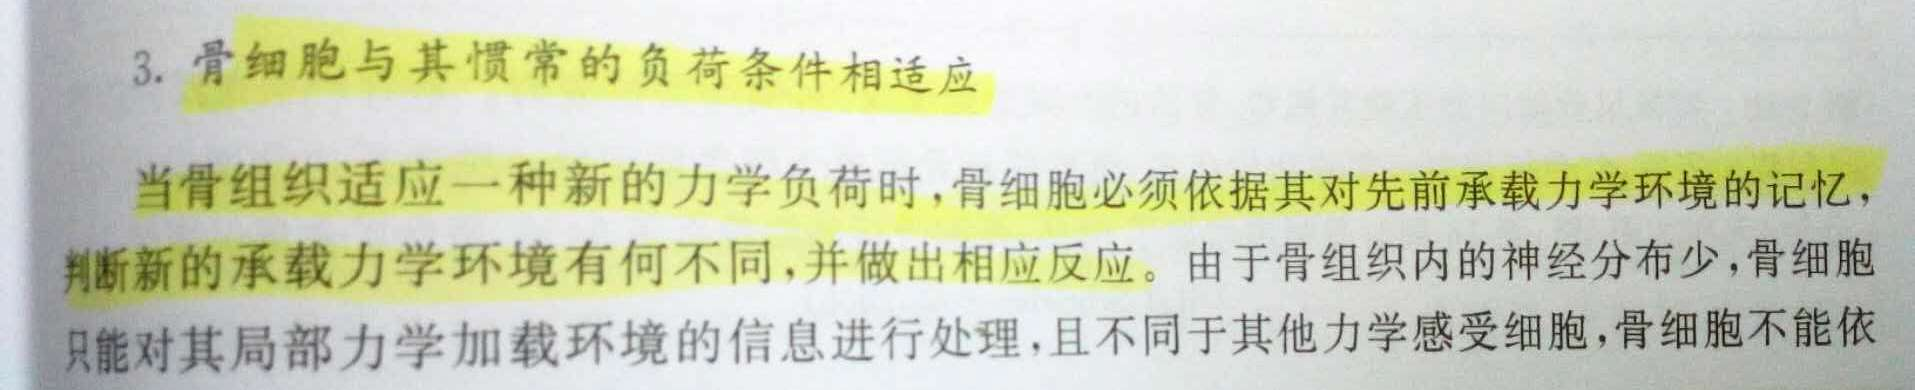 3. 骨细胞与其惯常的负荷条件相适应
当骨组织适应一种新的力学负荷时,骨细胞必须依据其对先前承载力学环境的记忆,
判断新的承载力学环境有何不同,并做出相应反应。由于骨组织内的神经分布少,骨细胞
只能对其局部力学加载环境的信息进行处理,且不同于其他力学感受细胞,骨细胞不能依